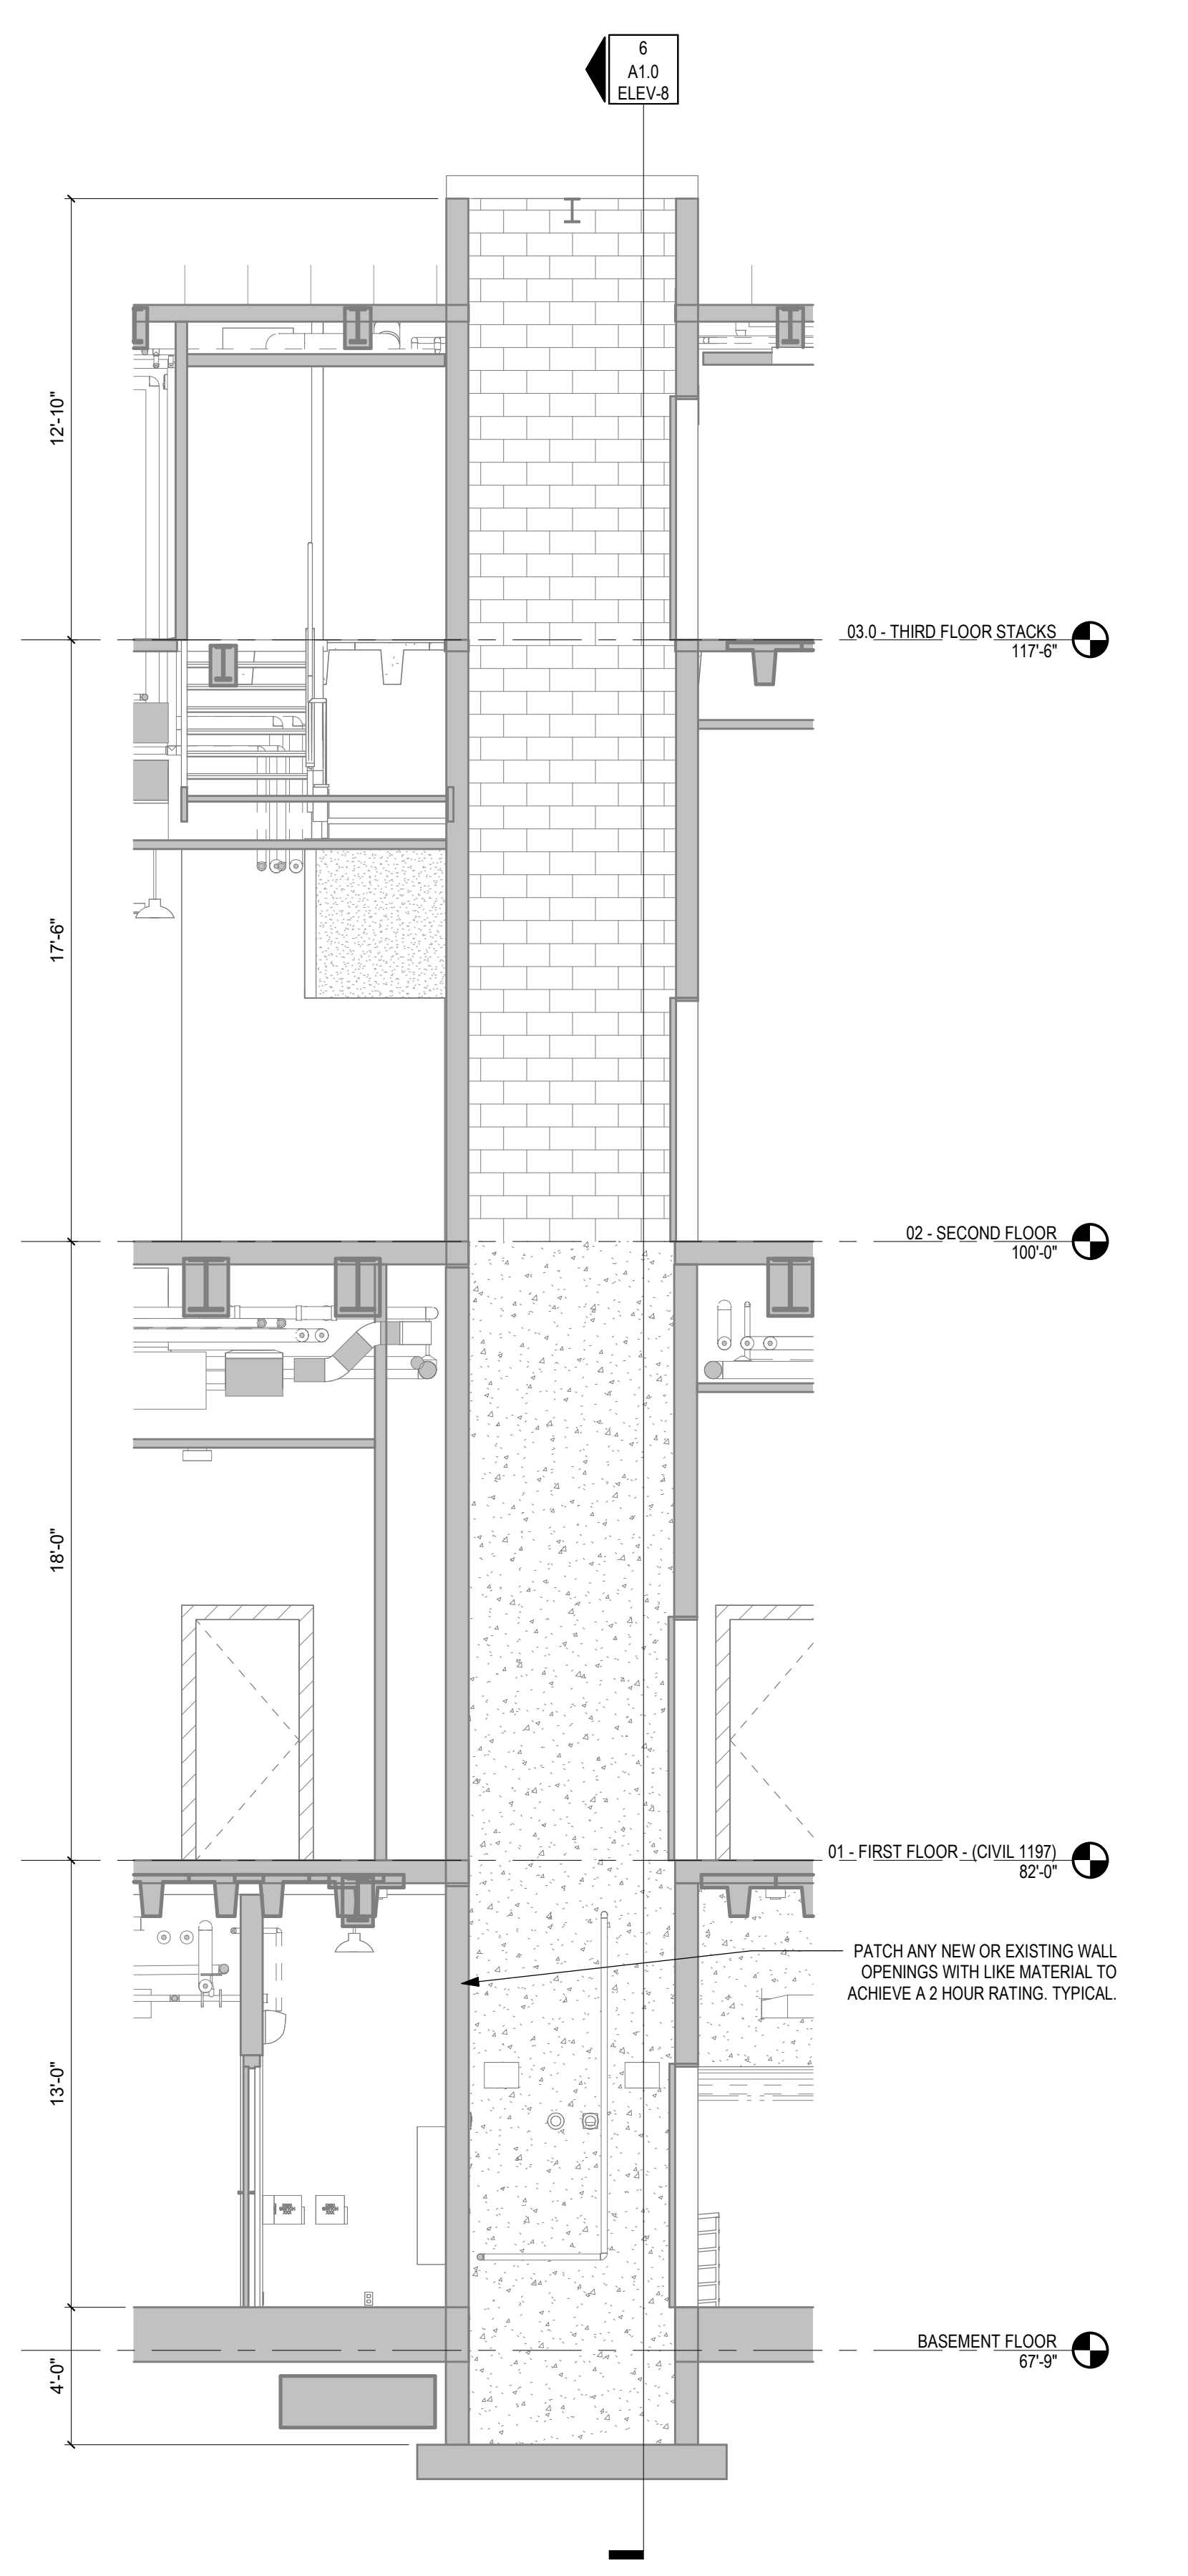 6
A1.0
ELEV-8
12'-10"
03.0 - THIRD FLOOR STACKS
117'-6"
17'-6"
02 - SECOND FLOOR
100'-0"
18'-0"
01 - FIRST FLOOR - (CIVIL 1197)
82'-0"
PATCH ANY NEW OR EXISTING WALL
OPENINGS WITH LIKE MATERIAL TO
ACHIEVE A 2 HOUR RATING. TYPICAL.
13'-0"
BASEMENT FLOOR
67'-9"
4'-0"